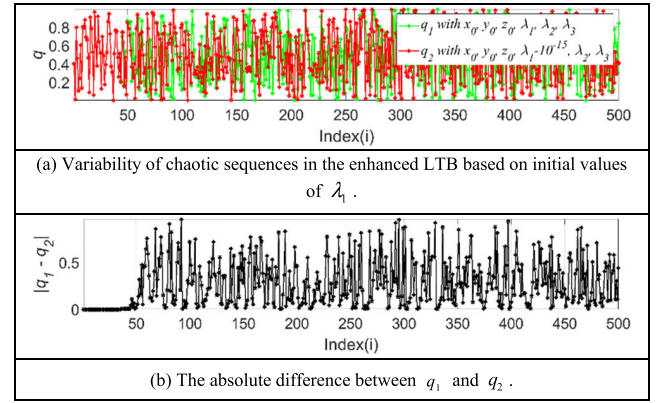 q
0.8
0.6
0.4
0.2
q1 with x0, y0, z0, λ1, λ2, λ3
q2 with x0, y0, z0, λ1-10^-15, λ2, λ3
50 100 150 200 250 300 350 400 450 500
Index(i)
(a) Variability of chaotic sequences in the enhanced LTB based on initial values
of λ1 .
|q1 - q2|
0.5
0
50 100 150 200 250 300 350 400 450 500
Index(i)
(b) The absolute difference between q1 and q2 .